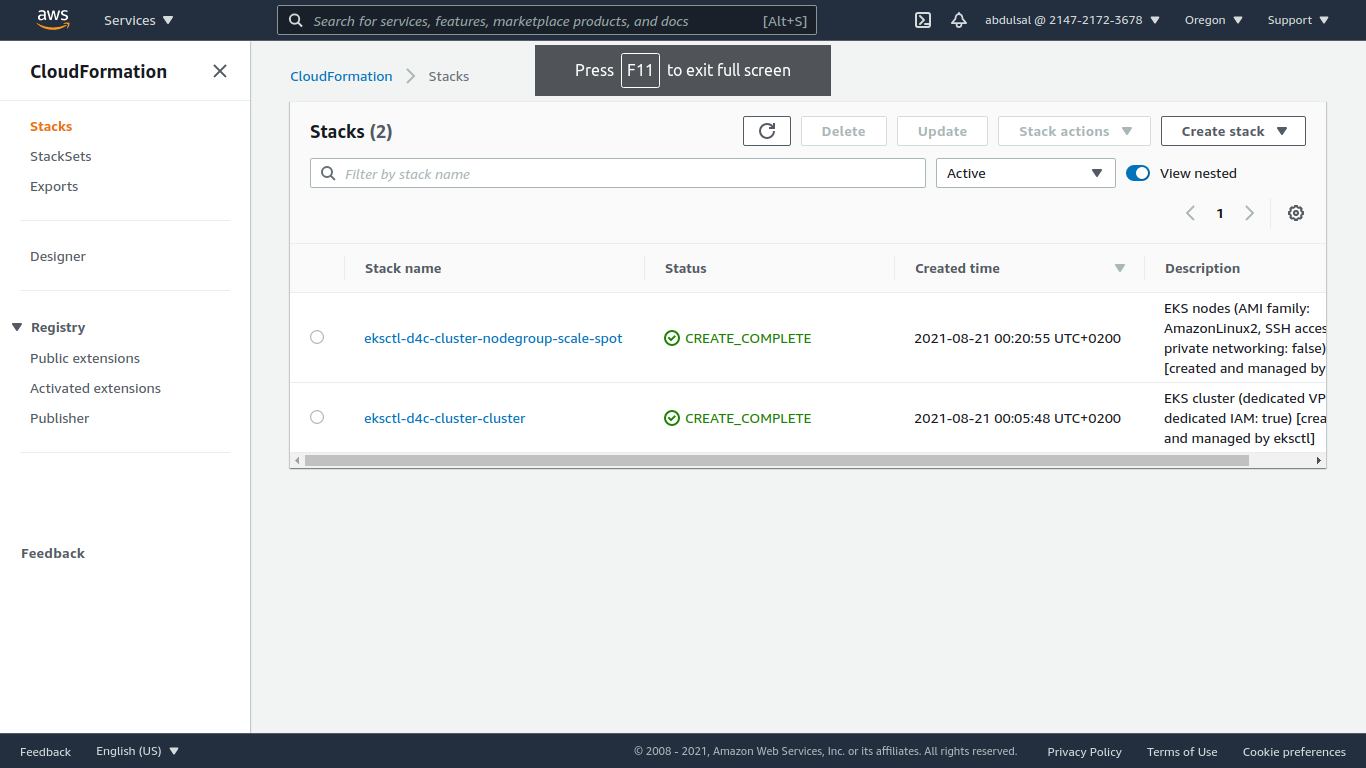 aws Services Search for services, features, marketplace products, and docs [Alt+S] abdulsal @ 2147-2172-3678 Oregon Support
Press F11 to exit full screen
CloudFormation
Stacks
StackSets
Exports
Designer
Registry
Public extensions
Activated extensions
Publisher
Feedback
CloudFormation Stacks
Stacks (2) Delete Update Stack actions Create stack
Filter by stack name Active View nested
1
Stack name Status Created time Description
eksctl-d4c-cluster-nodegroup-scale-spot CREATE_COMPLETE 2021-08-21 00:20:55 UTC+0200
EKS nodes (AMI family:
AmazonLinux2, SSH acces
private networking: false)
[created and managed by
eksctl-d4c-cluster-cluster CREATE_COMPLETE 2021-08-21 00:05:48 UTC+0200
EKS cluster (dedicated VP
dedicated IAM: true) [crea
and managed by eksctl]
Feedback English (US) © 2008 - 2021, Amazon Web Services, Inc. or its affiliates. All rights reserved. Privacy Policy Terms of Use Cookie preferences